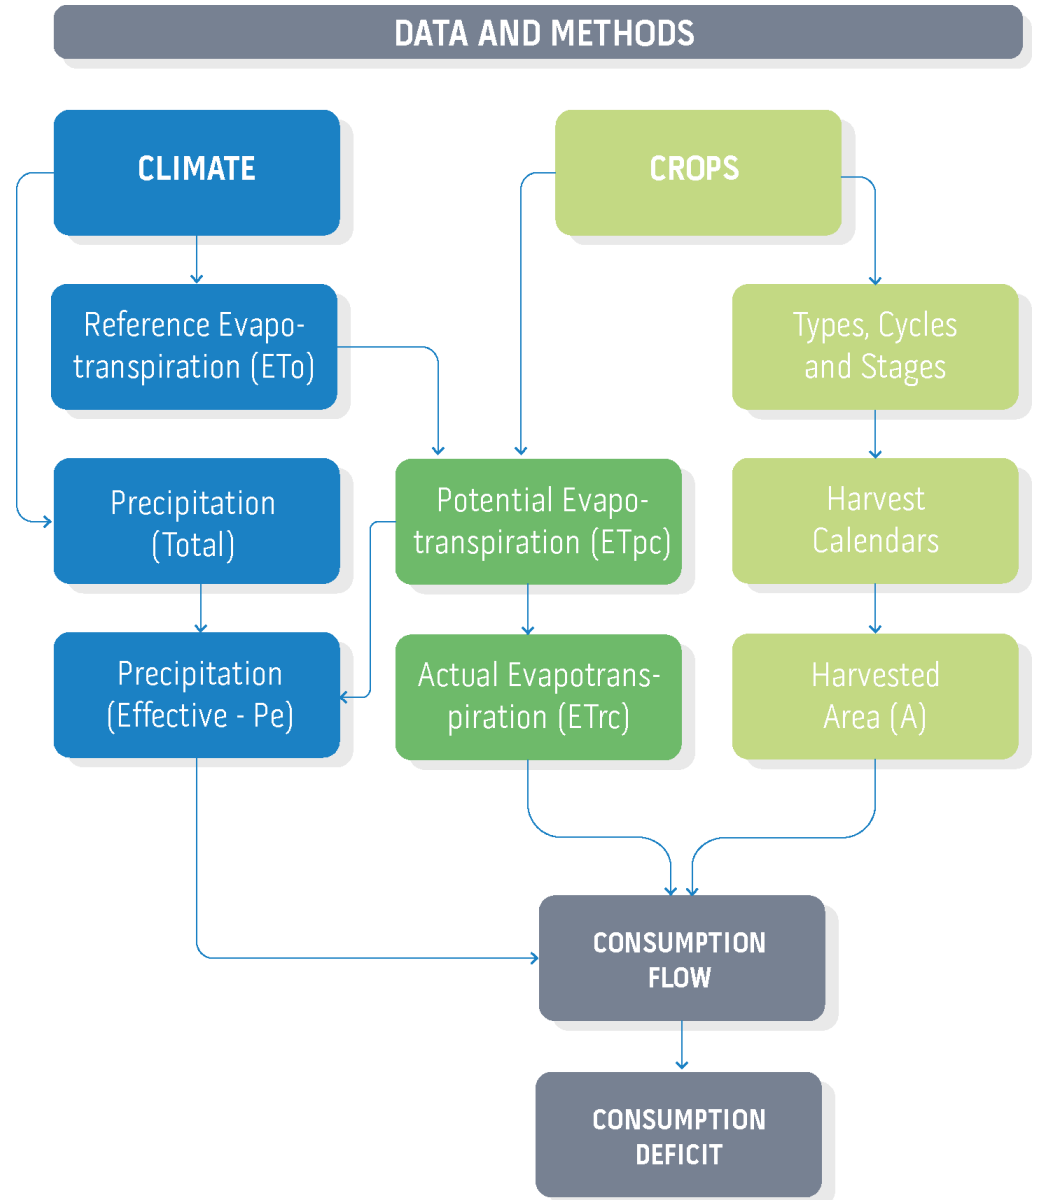 DATA AND METHODS
CLIMATE
CROPS
Reference Evapo-
transpiration (ETo)
Types, Cycles
and Stages
Precipitation
(Total)
Potential Evapo-
transpiration (ETpc)
Harvest
Calendars
Precipitation
(Effective - Pe)
Actual Evapotrans-
piration (ETrc)
Harvested
Area (A)
CONSUMPTION
FLOW
CONSUMPTION
DEFICIT